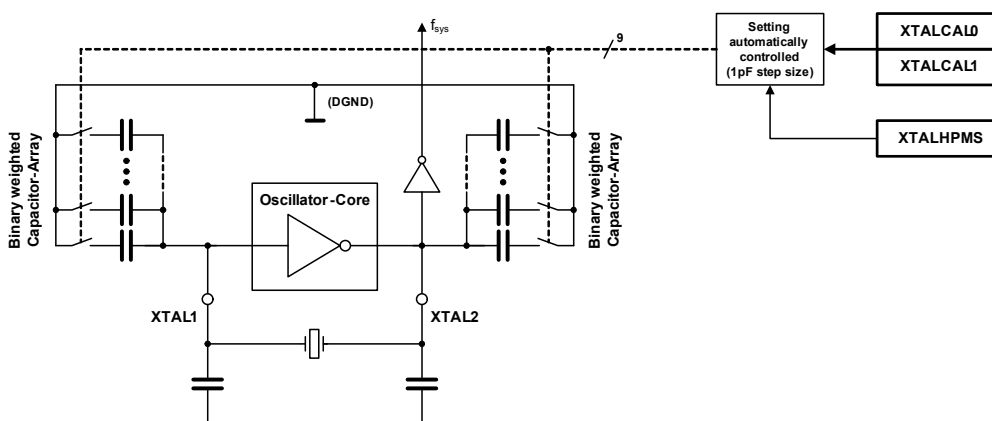 f_sys
9
Setting
automatically
controlled
(1pF step size)
XTALCAL0
XTALCAL1
XTALHPMS
(DGND)
Binary weighted
Capacitor-Array
Oscillator-Core
Binary weighted
Capacitor-Array
XTAL1
XTAL2